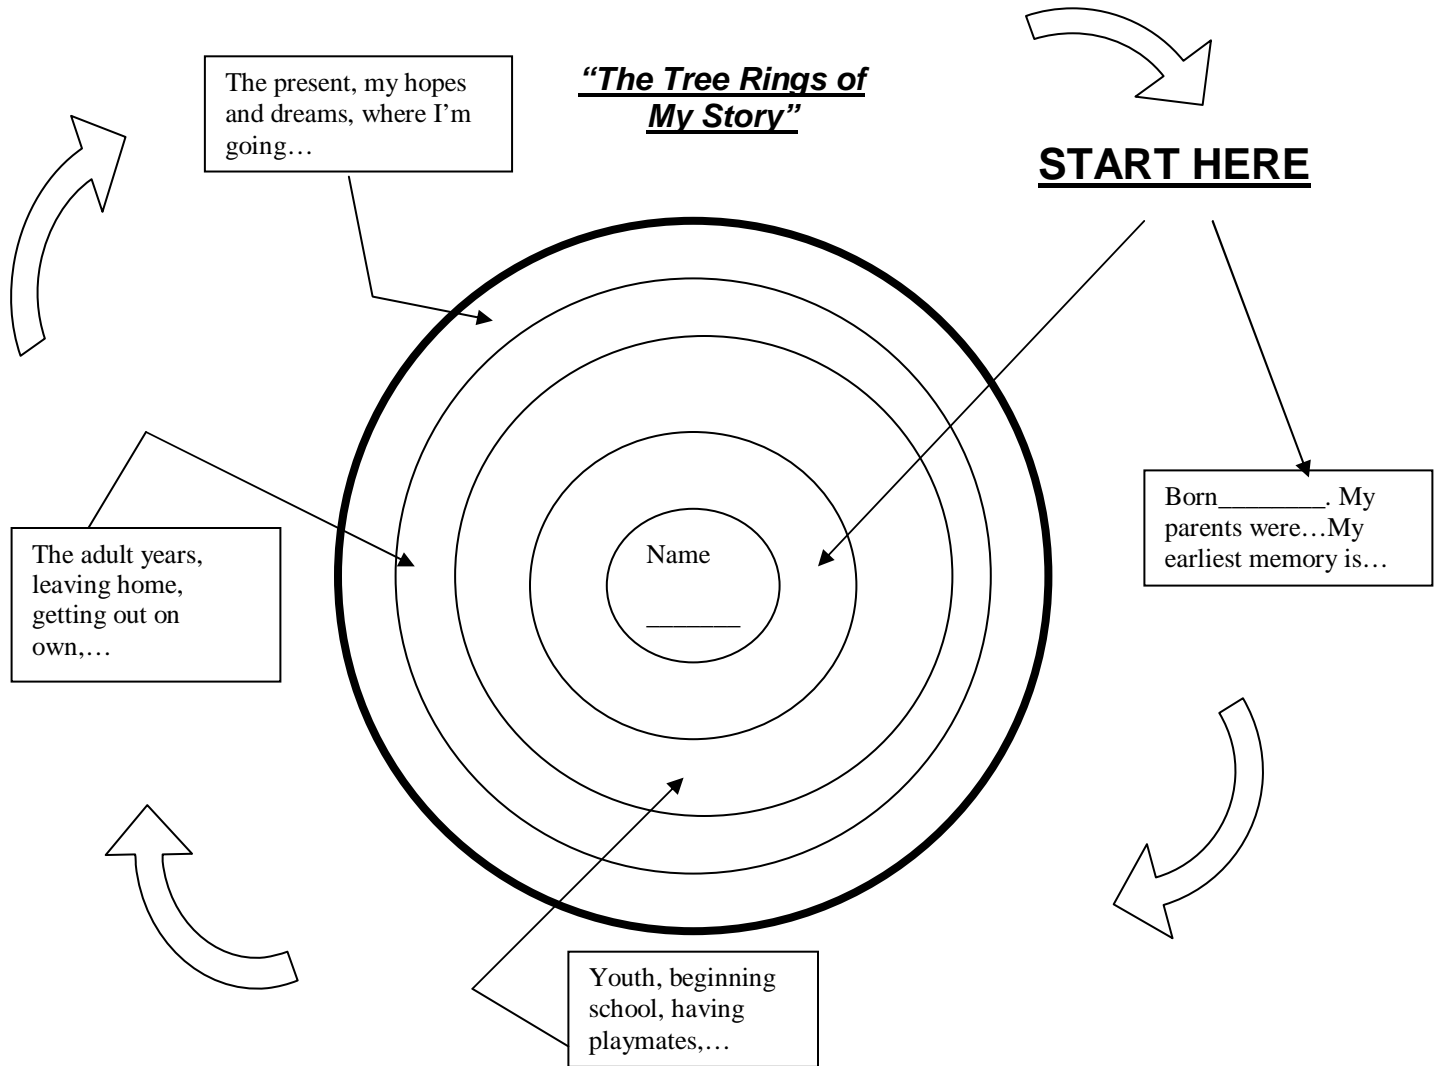 “The Tree Rings of
My Story”
START HERE
The present, my hopes
and dreams, where I’m
going…
Name
_______
Born________. My
parents were…My
earliest memory is…
The adult years,
leaving home,
getting out on
own,…
Youth, beginning
school, having
playmates,…